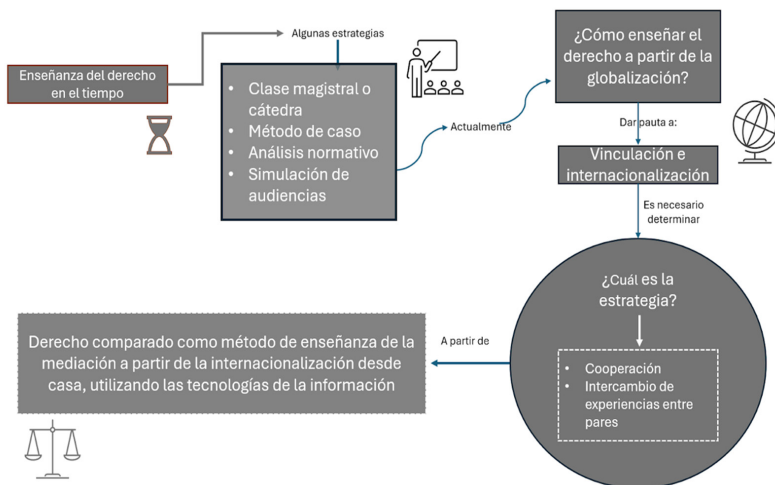 Algunas estrategias
Enseñanza del derecho
en el tiempo
• Clase magistral o
cátedra
• Método de caso
• Análisis normativo
• Simulación de
audiencias
Actualmente
¿Cómo enseñar el
derecho a partir de la
globalización?
Dar pauta a:
Vinculación e
internacionalización
Es necesario
determinar
¿Cuál es la
estrategia?
• Cooperación
• Intercambio de
experiencias entre
pares
A partir de
Derecho comparado como método de enseñanza de la
mediación a partir de la internacionalización desde
casa, utilizando las tecnologías de la información